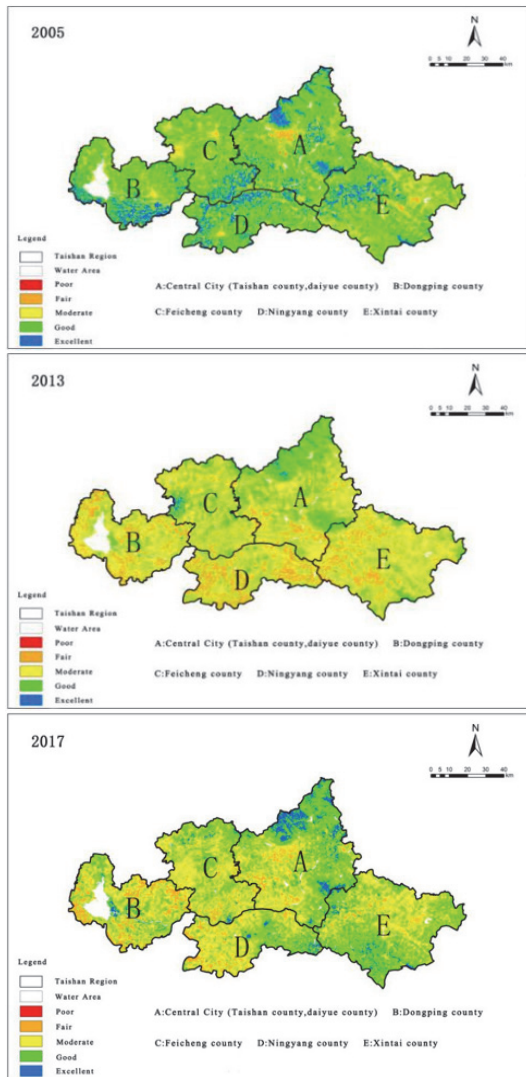 2005
N
0 5 10 20 30 40
km
A
B
C
D
E
Legend
Taishan Region
Water Area
Poor
Fair
Moderate
Good
Excellent
A:Central City (Taishan county,daiyue county) B:Dongping county
C:Feicheng county D:Ningyang county E:Xintai county
2013
N
0 5 10 20 30 40
km
A
B
C
D
E
Legend
Taishan Region
Water Area
Poor
Fair
Moderate
Good
Excellent
A:Central City (Taishan county,daiyue county) B:Dongping county
C:Feicheng county D:Ningyang county E:Xintai county
2017
N
0 5 10 20 30 40
km
A
B
C
D
E
Legend
Taishan Region
Water Area
Poor
Fair
Moderate
Good
Excellent
A:Central City (Taishan county,daiyue county) B:Dongping county
C:Feicheng county D:Ningyang county E:Xintai county